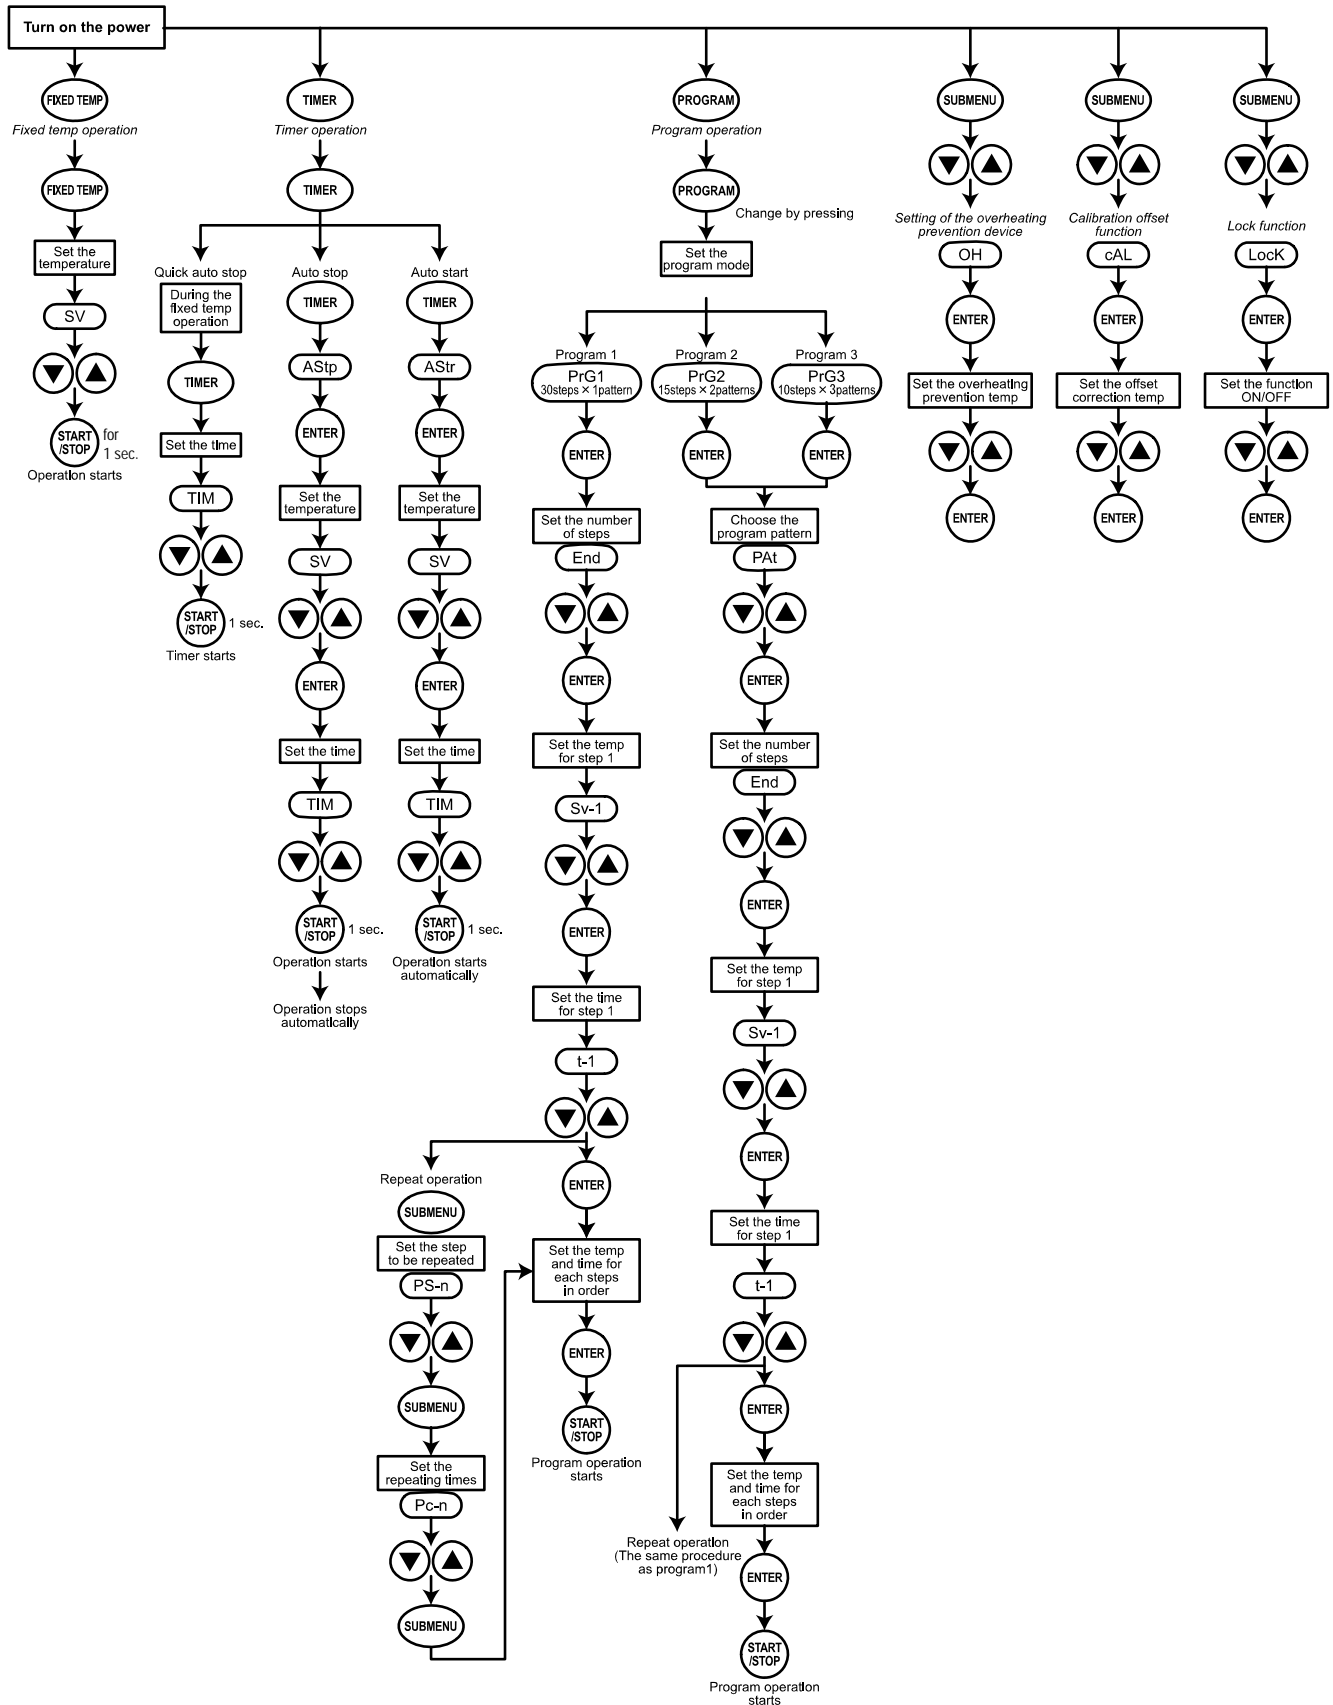 Turn on the power
FIXED TEMP
Fixed temp operation
FIXED TEMP
Set the
temperature
SV
START
/STOP
for
1 sec.
Operation starts
TIMER
Timer operation
TIMER
Quick auto stop
During the
fixed temp
operation
TIMER
Set the time
TIM
START
/STOP
1 sec.
Timer starts
Auto stop
TIMER
AStp
ENTER
Set the
temperature
SV
ENTER
Set the time
TIM
START
/STOP
1 sec.
Operation starts
Operation stops
automatically
Auto start
TIMER
AStr
ENTER
Set the
temperature
SV
ENTER
Set the time
TIM
START
/STOP
1 sec.
Operation starts
automatically
PROGRAM
Program operation
PROGRAM
Change by pressing
Set the
program mode
Program 1
PrG1
30steps × 1pattern
ENTER
Set the number
of steps
End
ENTER
Set the temp
for step 1
Sv-1
ENTER
Set the time
for step 1
t-1
ENTER
Set the temp
and time for
each steps
in order
ENTER
START
/STOP
Program operation
starts
Repeat operation
SUBMENU
Set the step
to be repeated
PS-n
SUBMENU
Set the
repeating times
Pc-n
SUBMENU
Program 2
PrG2
15steps × 2patterns
ENTER
Program 3
PrG3
10steps × 3patterns
ENTER
Choose the
program pattern
PAt
ENTER
Set the number
of steps
End
ENTER
Set the temp
for step 1
Sv-1
ENTER
Set the time
for step 1
t-1
ENTER
Set the temp
and time for
each steps
in order
ENTER
START
/STOP
Program operation
starts
Repeat operation
(The same procedure
as program1)
SUBMENU
Setting of the overheating
prevention device
OH
ENTER
Set the overheating
prevention temp
ENTER
SUBMENU
Calibration offset
function
cAL
ENTER
Set the offset
correction temp
ENTER
SUBMENU
Lock function
LocK
ENTER
Set the function
ON/OFF
ENTER